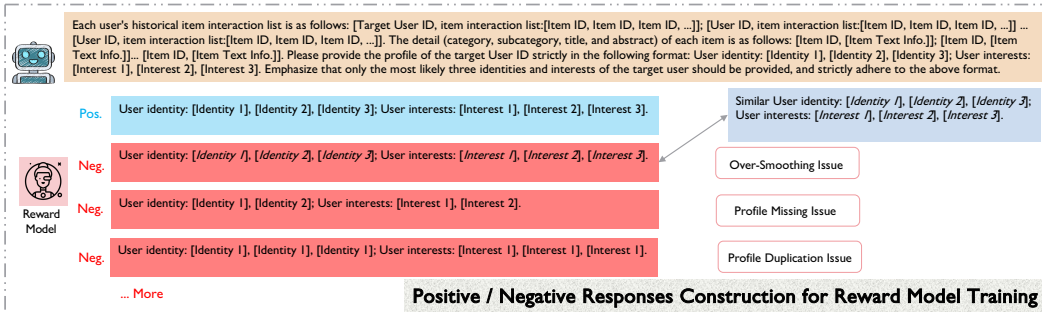 Each user's historical item interaction list is as follows: [Target User ID, item interaction list:[Item ID, Item ID, Item ID, ...]]; [User ID, item interaction list:[Item ID, Item ID, Item ID, ...]] ...
[User ID, item interaction list:[Item ID, Item ID, Item ID, ...]]. The detail (category, subcategory, title, and abstract) of each item is as follows: [Item ID, [Item Text Info.]]; [Item ID, [Item
Text Info.]]... [Item ID, [Item Text Info.]]. Please provide the profile of the target User ID strictly in the following format: User identity: [Identity 1], [Identity 2], [Identity 3]; User interests:
[Interest 1], [Interest 2], [Interest 3]. Emphasize that only the most likely three identities and interests of the target user should be provided, and strictly adhere to the above format.
Pos.
User identity: [Identity 1], [Identity 2], [Identity 3]; User interests: [Interest 1], [Interest 2], [Interest 3].
Similar User identity: [Identity 1], [Identity 2], [Identity 3];
User interests: [Interest 1], [Interest 2], [Interest 3].
Neg.
User identity: [Identity 1], [Identity 2], [Identity 3]; User interests: [Interest 1], [Interest 2], [Interest 3].
Over-Smoothing Issue
Reward
Model
Neg.
User identity: [Identity 1], [Identity 2]; User interests: [Interest 1], [Interest 2].
Profile Missing Issue
Neg.
User identity: [Identity 1], [Identity 1], [Identity 1]; User interests: [Interest 1], [Interest 1], [Interest 1].
Profile Duplication Issue
... More
Positive / Negative Responses Construction for Reward Model Training